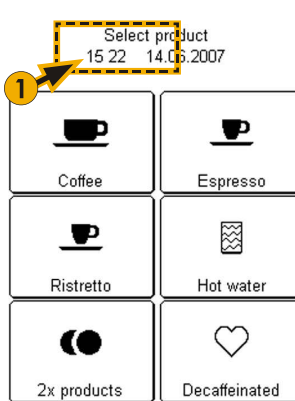 Select product
15 22 14.06.2007
1
Coffee
Espresso
Ristretto
Hot water
2x products
Decaffeinated